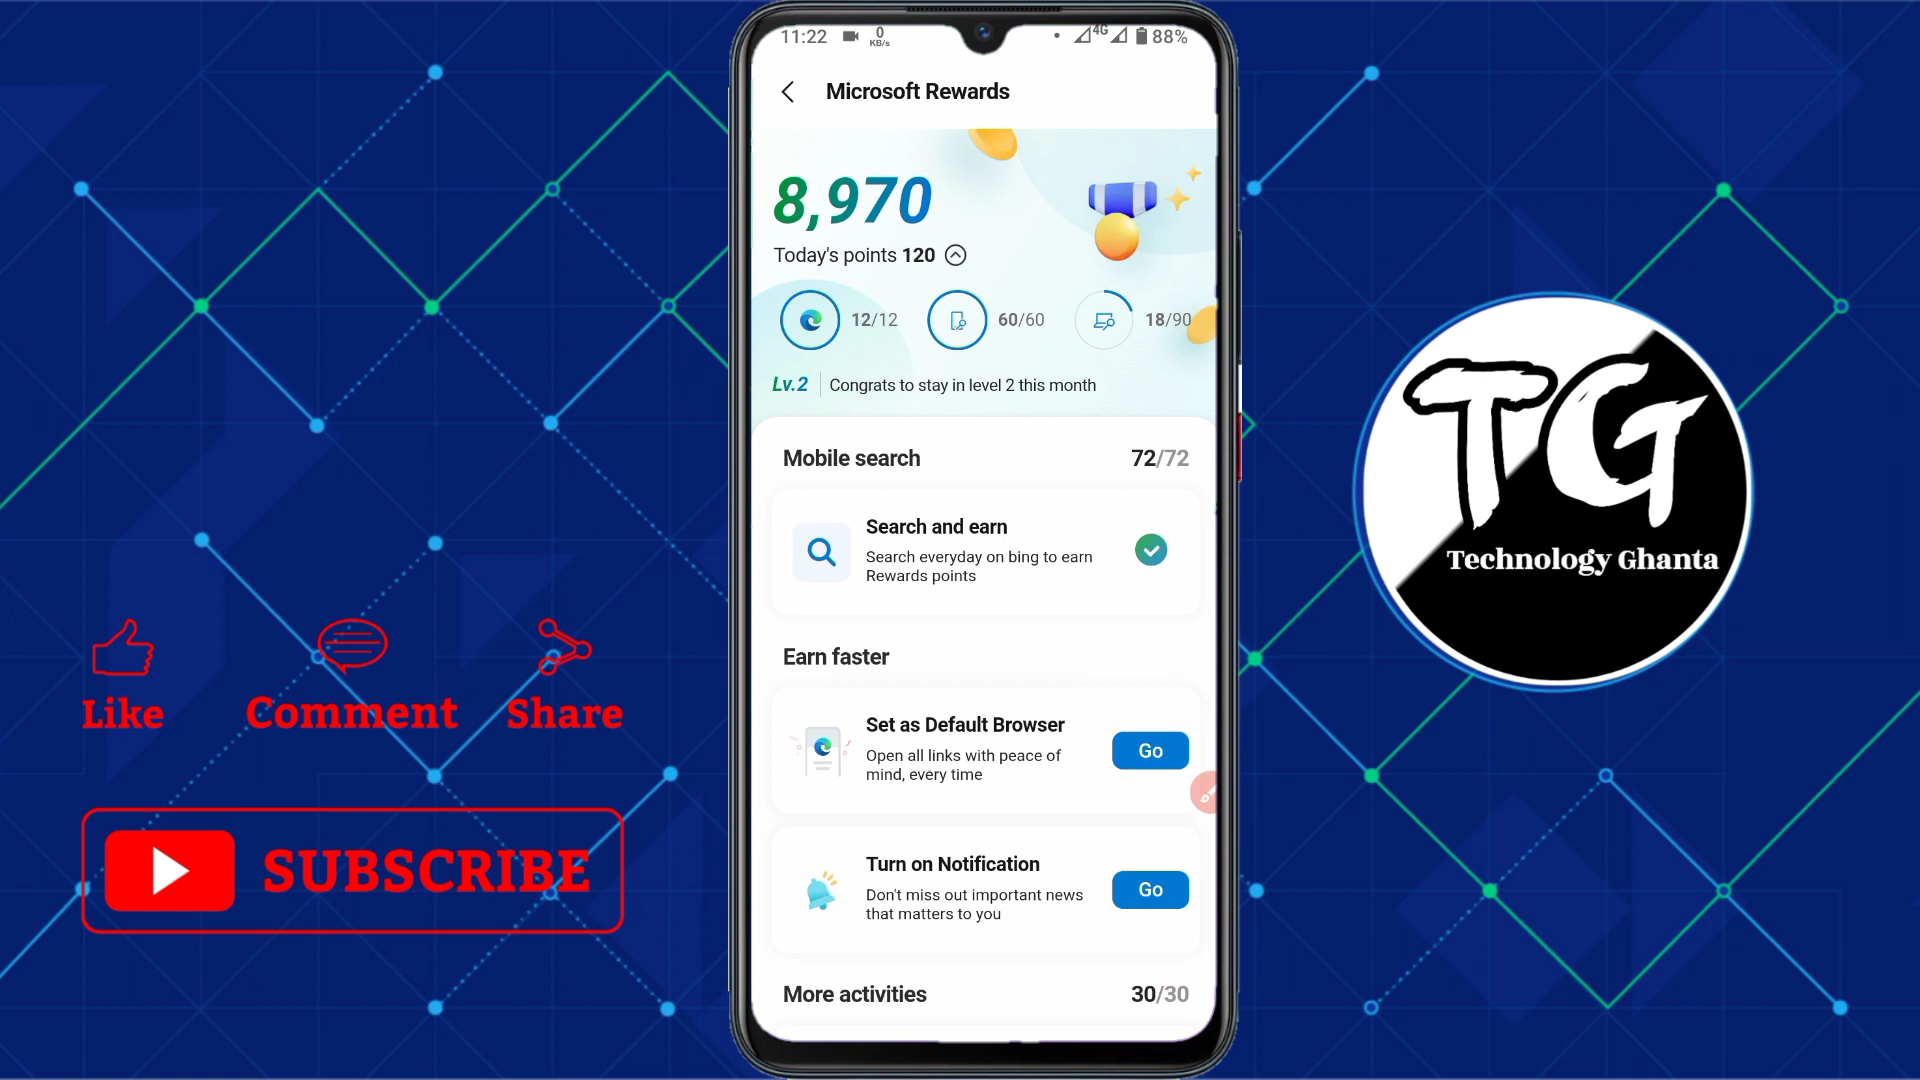 11:22
0
KB/s
4G
88%
Microsoft Rewards
8,970
Today's points 120
12/12
60/60
18/90
Lv.2
Congrats to stay in level 2 this month
Mobile search
72/72
Search and earn
Search everyday on bing to earn
Rewards points
Earn faster
Set as Default Browser
Open all links with peace of
mind, every time
Go
Turn on Notification
Don't miss out important news
that matters to you
Go
More activities
30/30
Like
Comment
Share
SUBSCRIBE
TG
Technology Ghanta